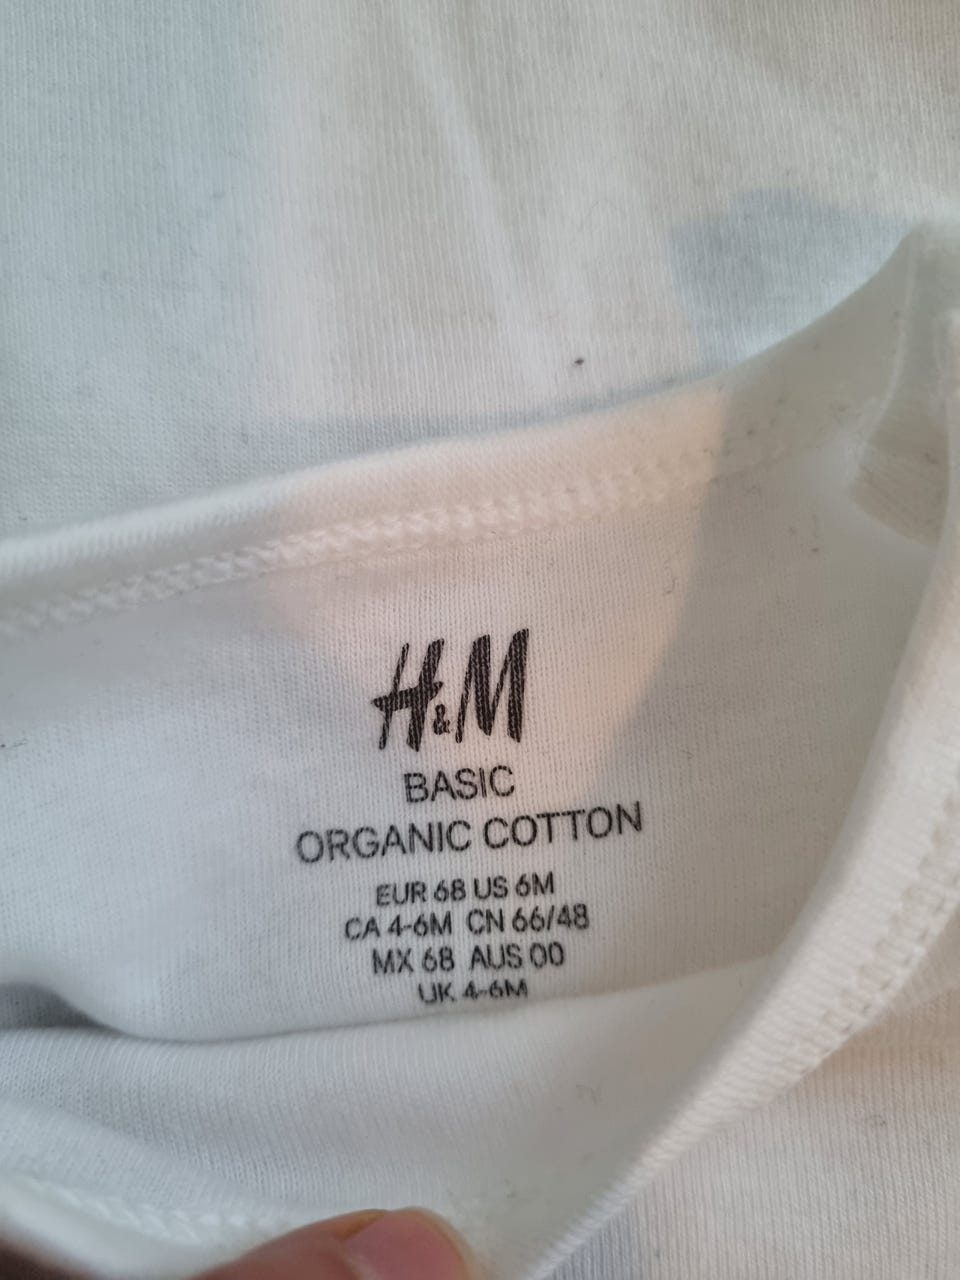 H&M
BASIC
ORGANIC COTTON
EUR 68 US 6M
CA 4-6M CN 66/48
MX 68 AUS 00
UK 4-6M